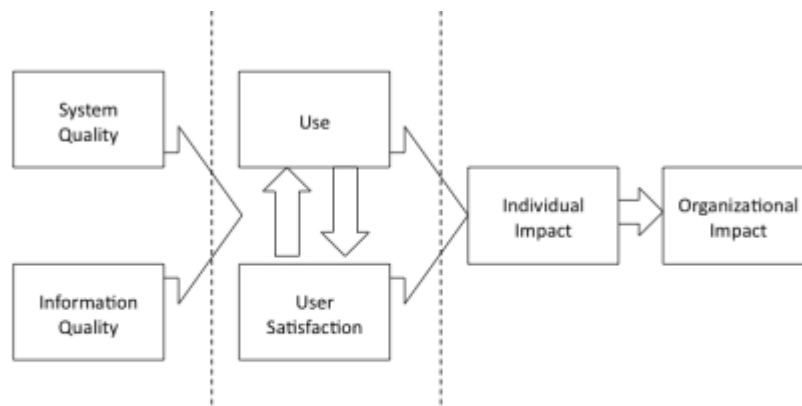 System
Quality
Use
Individual
Impact
Organizational
Impact
Information
Quality
User
Satisfaction